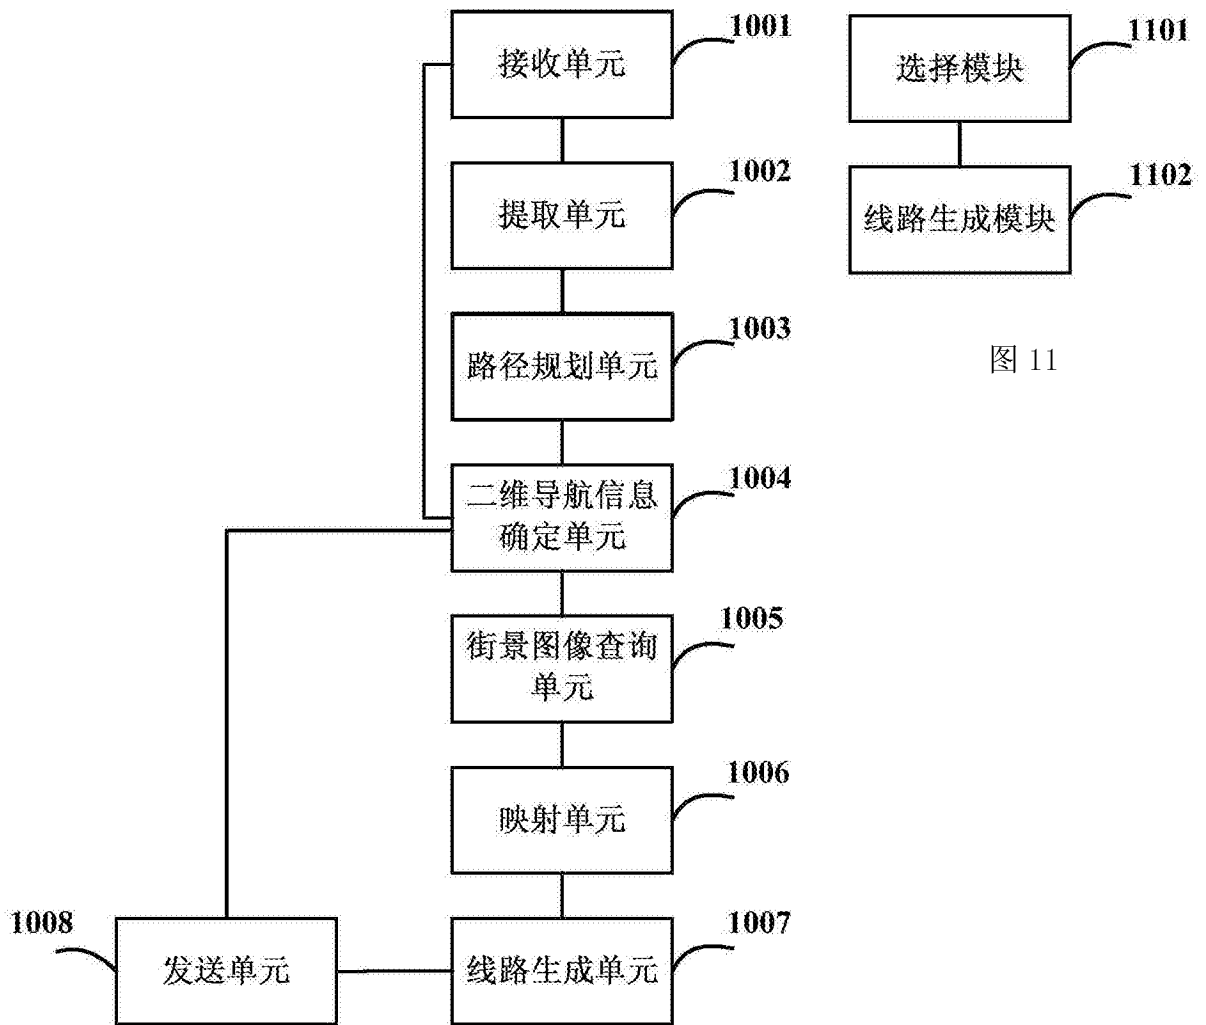 1001
接收单元
1002
提取单元
1003
路径规划单元
1004
二维导航信息
确定单元
1005
街景图像查询
单元
1006
映射单元
1007
线路生成单元
1008
发送单元
1101
选择模块
1102
线路生成模块
图 11